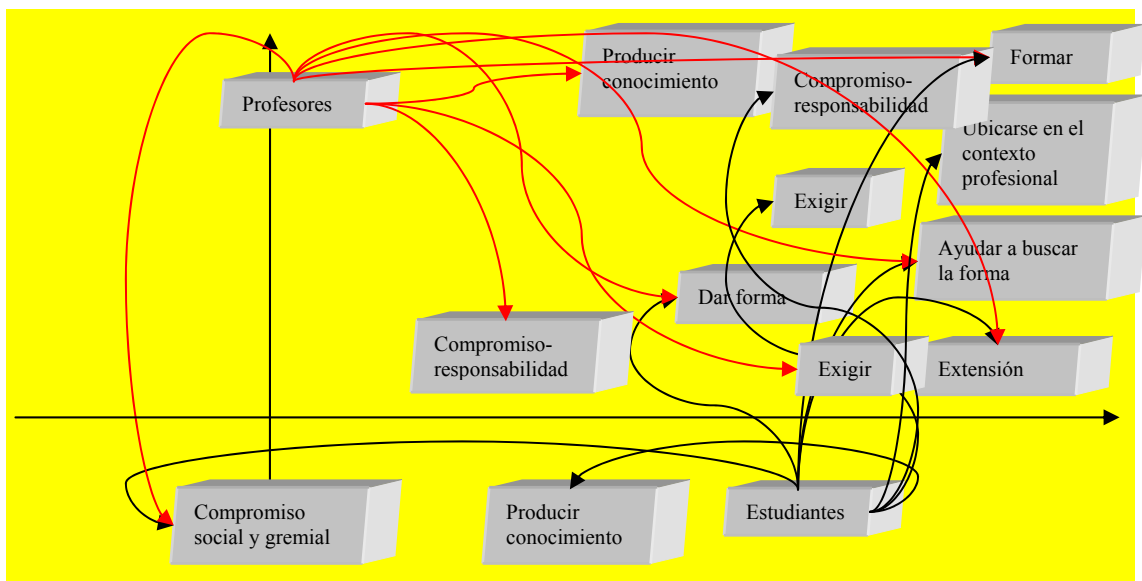 Producir
conocimiento
Formar
Profesores
Compromiso-
responsabilidad
Ubicarse en el
contexto
profesional
Exigir
Ayudar a buscar
la forma
Dar forma
Compromiso-
responsabilidad
Exigir
Extensión
Compromiso
social y gremial
Producir
conocimiento
Estudiantes